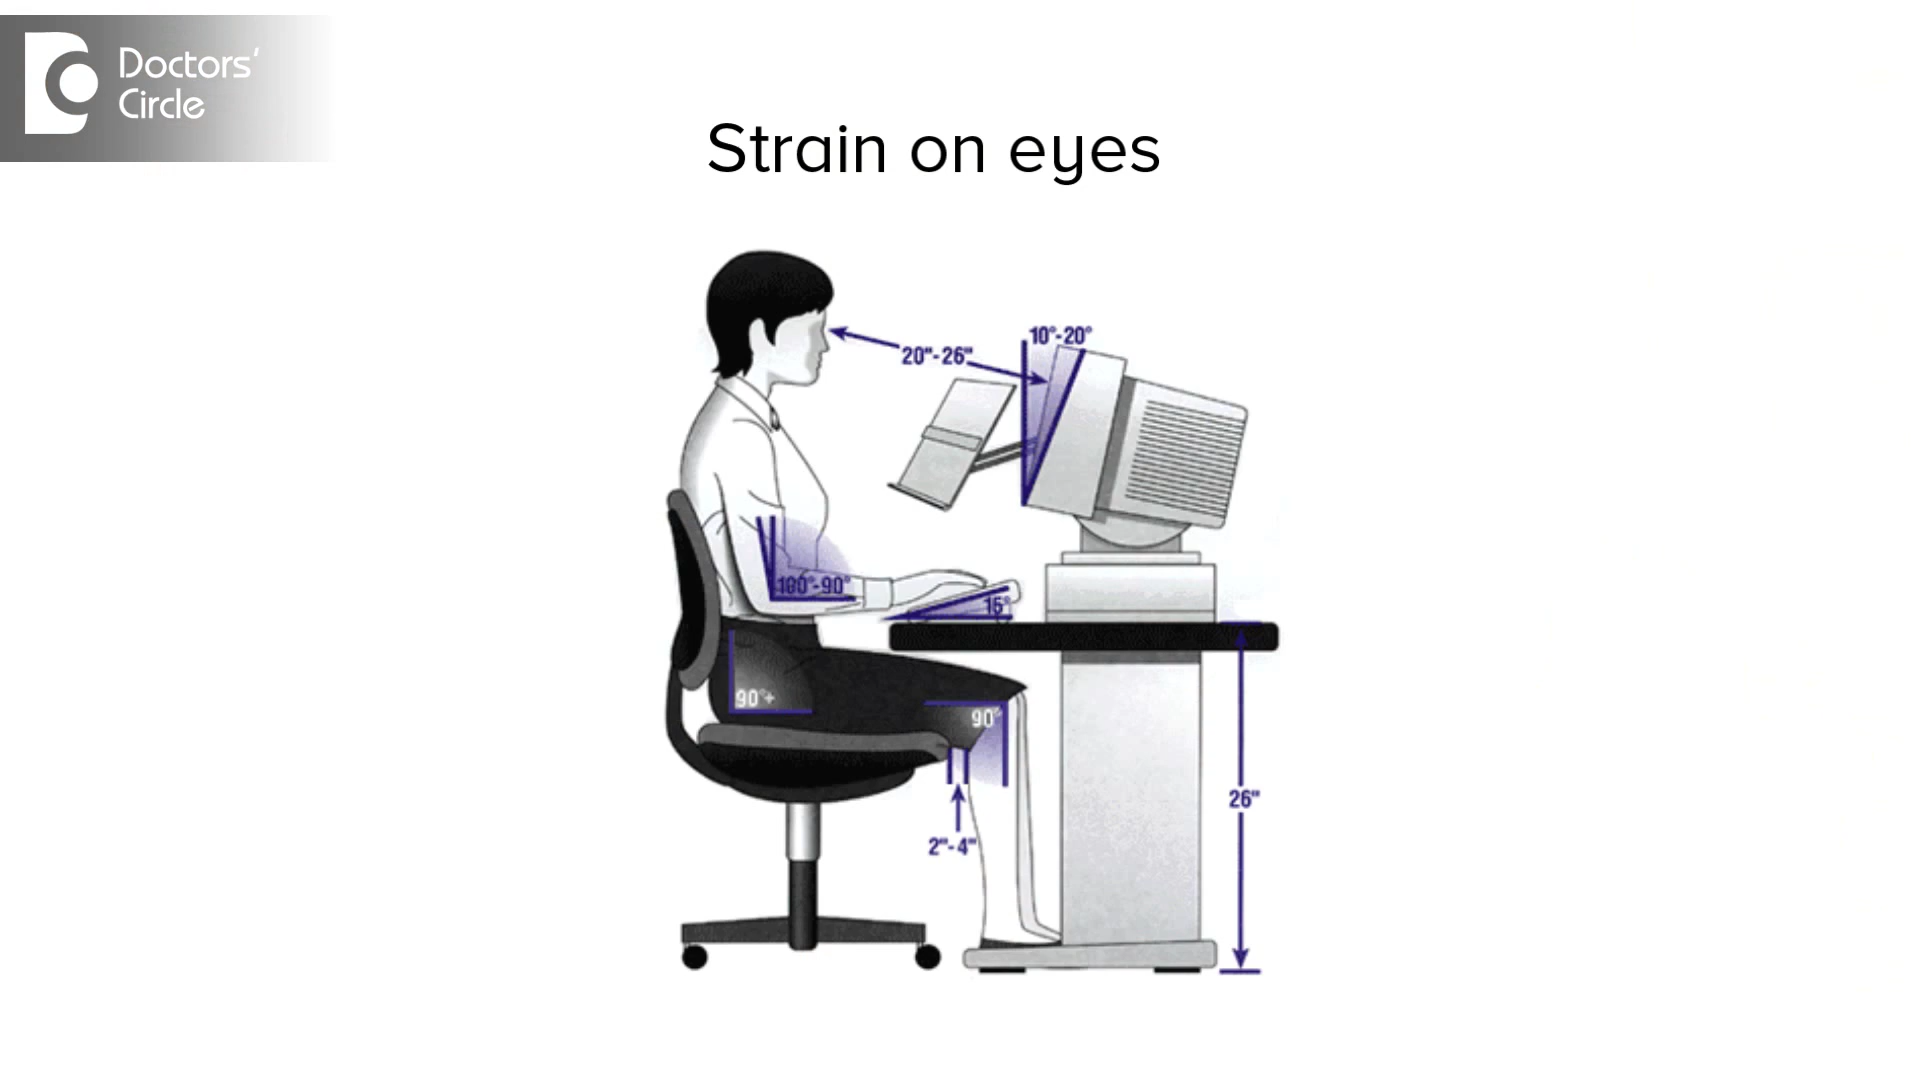 Doctors'
Circle
Strain on eyes
10°-20°
20"-26"
100°-90°
15°
90°+
90°
26"
2"-4"